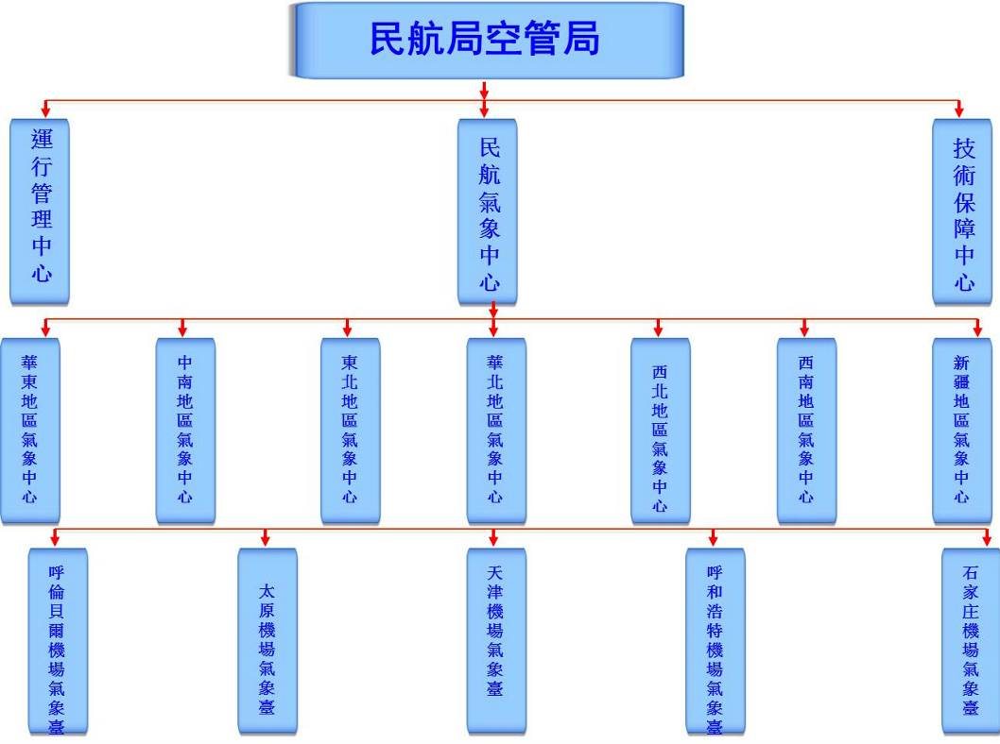 民航局空管局
運行管理中心
民航氣象中心
技術保障中心
華東地區氣象中心
中南地區氣象中心
東北地區氣象中心
華北地區氣象中心
西北地區氣象中心
西南地區氣象中心
新疆地區氣象中心
呼倫貝爾機場氣象臺
太原機場氣象臺
天津機場氣象臺
呼和浩特機場氣象臺
石家庄機場氣象臺